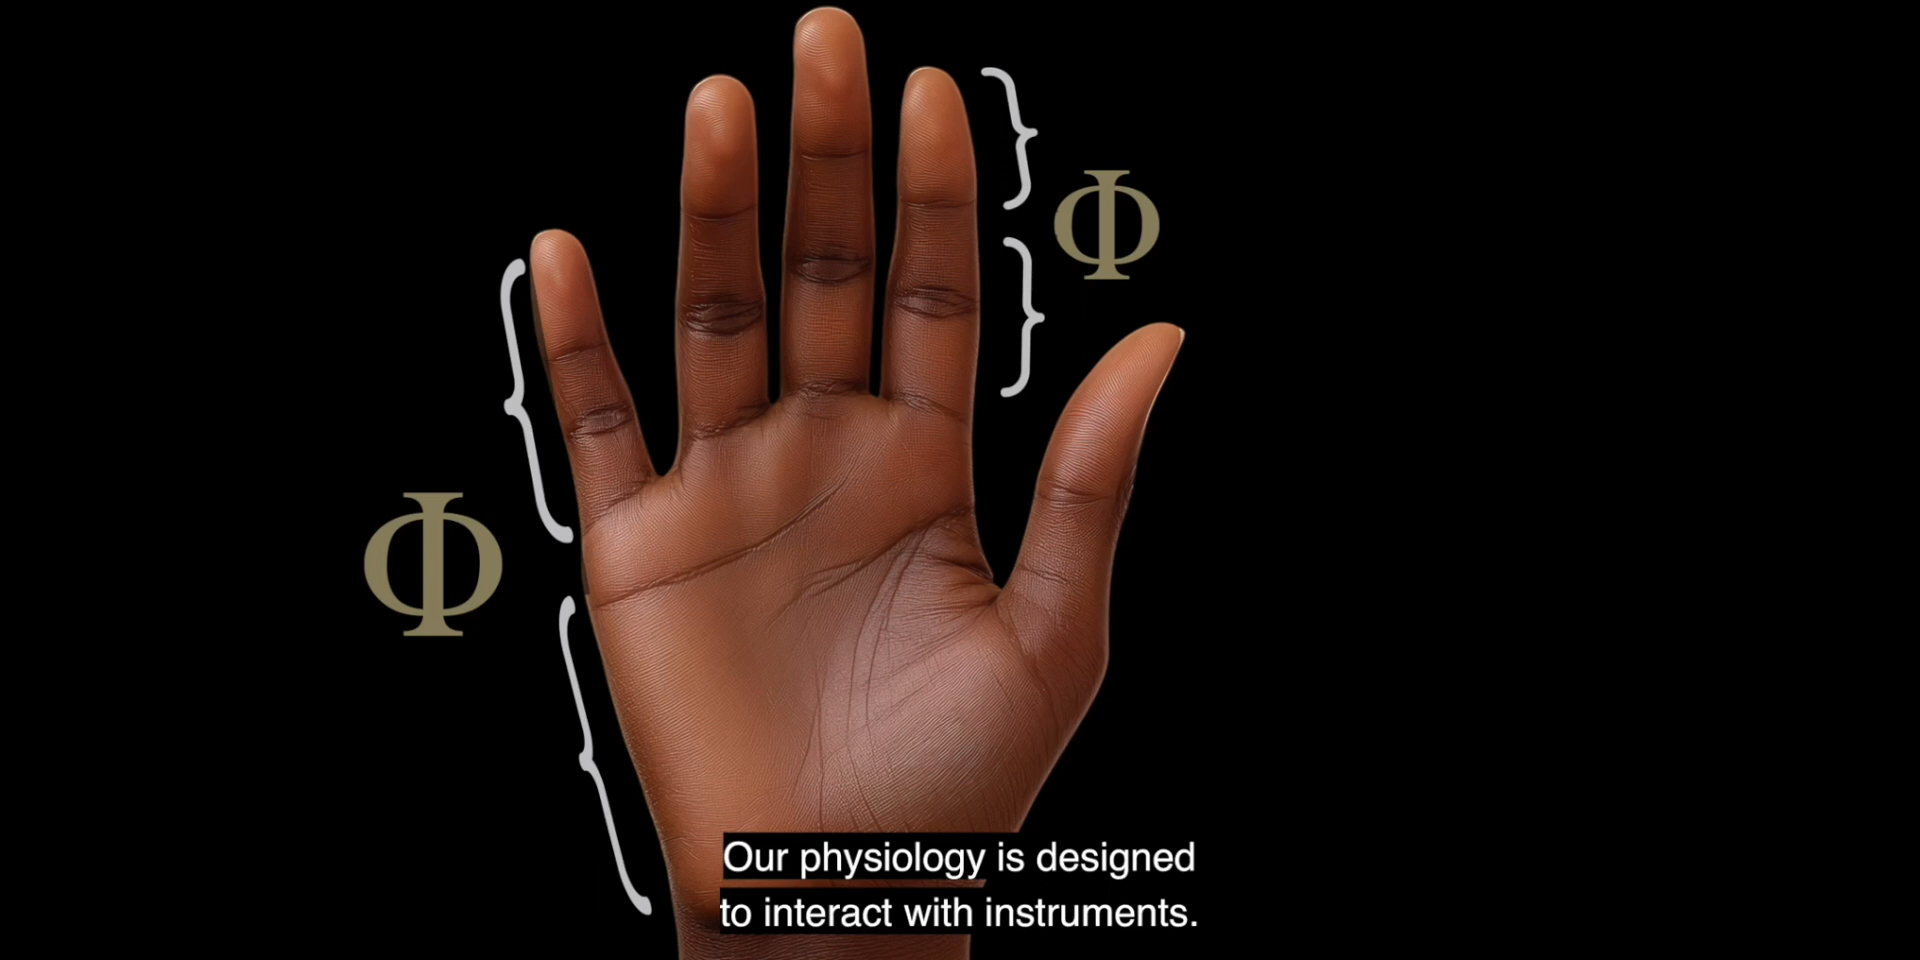 Φ
Φ
Our physiology is designed
to interact with instruments.